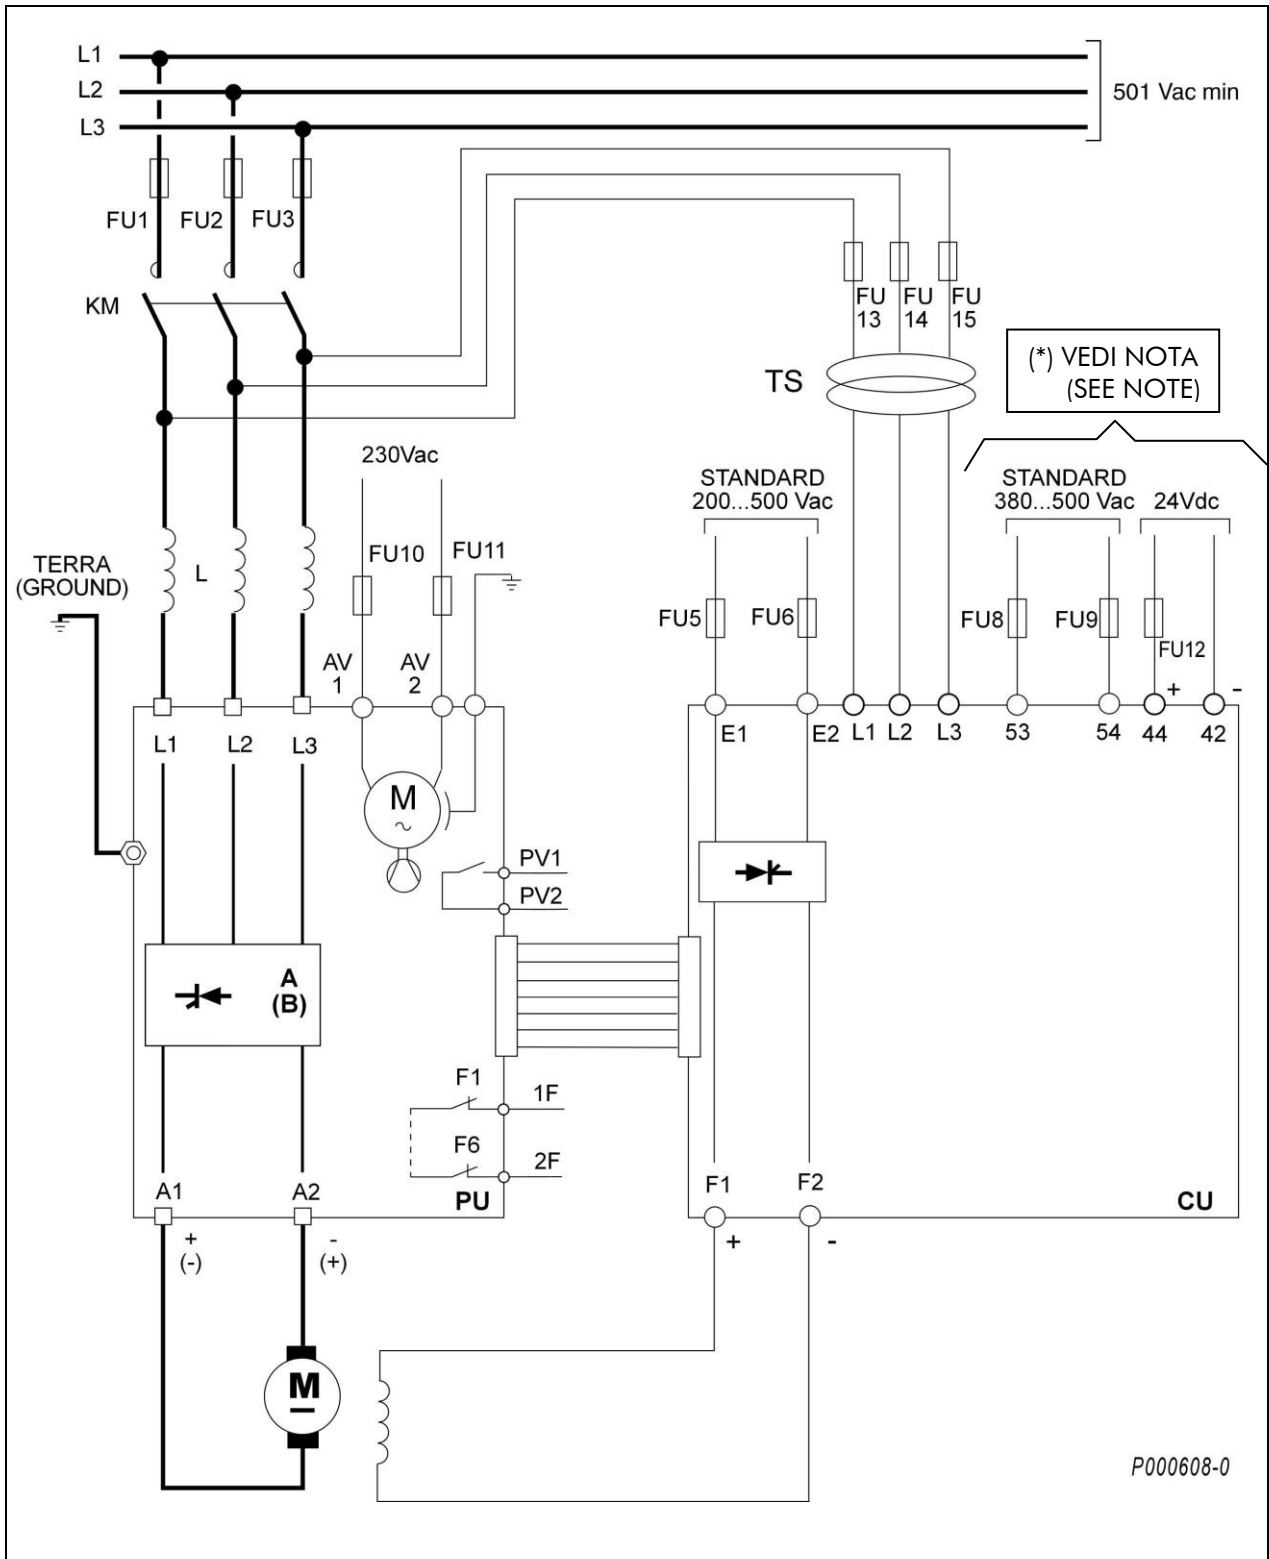 L1
L2
L3
501 Vac min
FU1
FU2
FU3
KM
FU
13
FU
14
FU
15
TS
(*) VEDI NOTA
(SEE NOTE)
230Vac
STANDARD
200...500 Vac
STANDARD
380...500 Vac
24Vdc
TERRA
(GROUND)
L
FU10
FU11
FU5
FU6
FU8
FU9
FU12
AV
1
AV
2
+
-
L1
L2
L3
E1
E2
L1
L2
L3
53
54
44
42
M
~
PV1
PV2
A
(B)
F1
1F
F6
2F
A1
A2
PU
F1
F2
CU
+
(-)
-
(+)
+
-
M
P000608-0